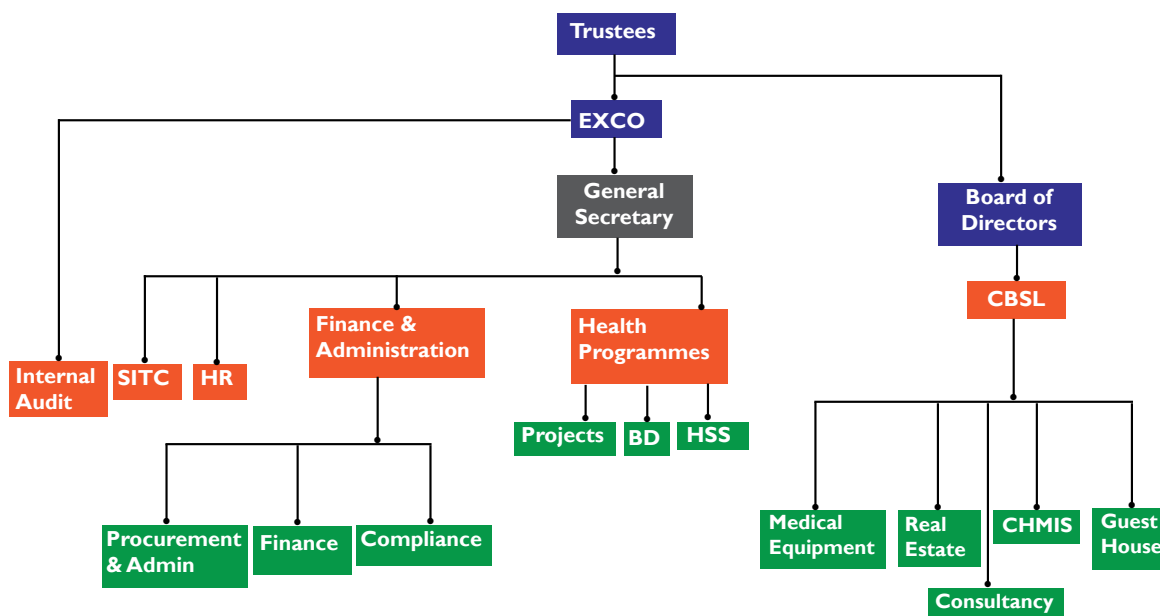 Trustees
EXCO
General
Secretary
Board of
Directors
CBSL
Finance &
Administration
Health
Programmes
Internal
Audit
SITC
HR
Projects
BD
HSS
Procurement
& Admin
Finance
Compliance
Medical
Equipment
Real
Estate
CHMIS
Guest
House
Consultancy